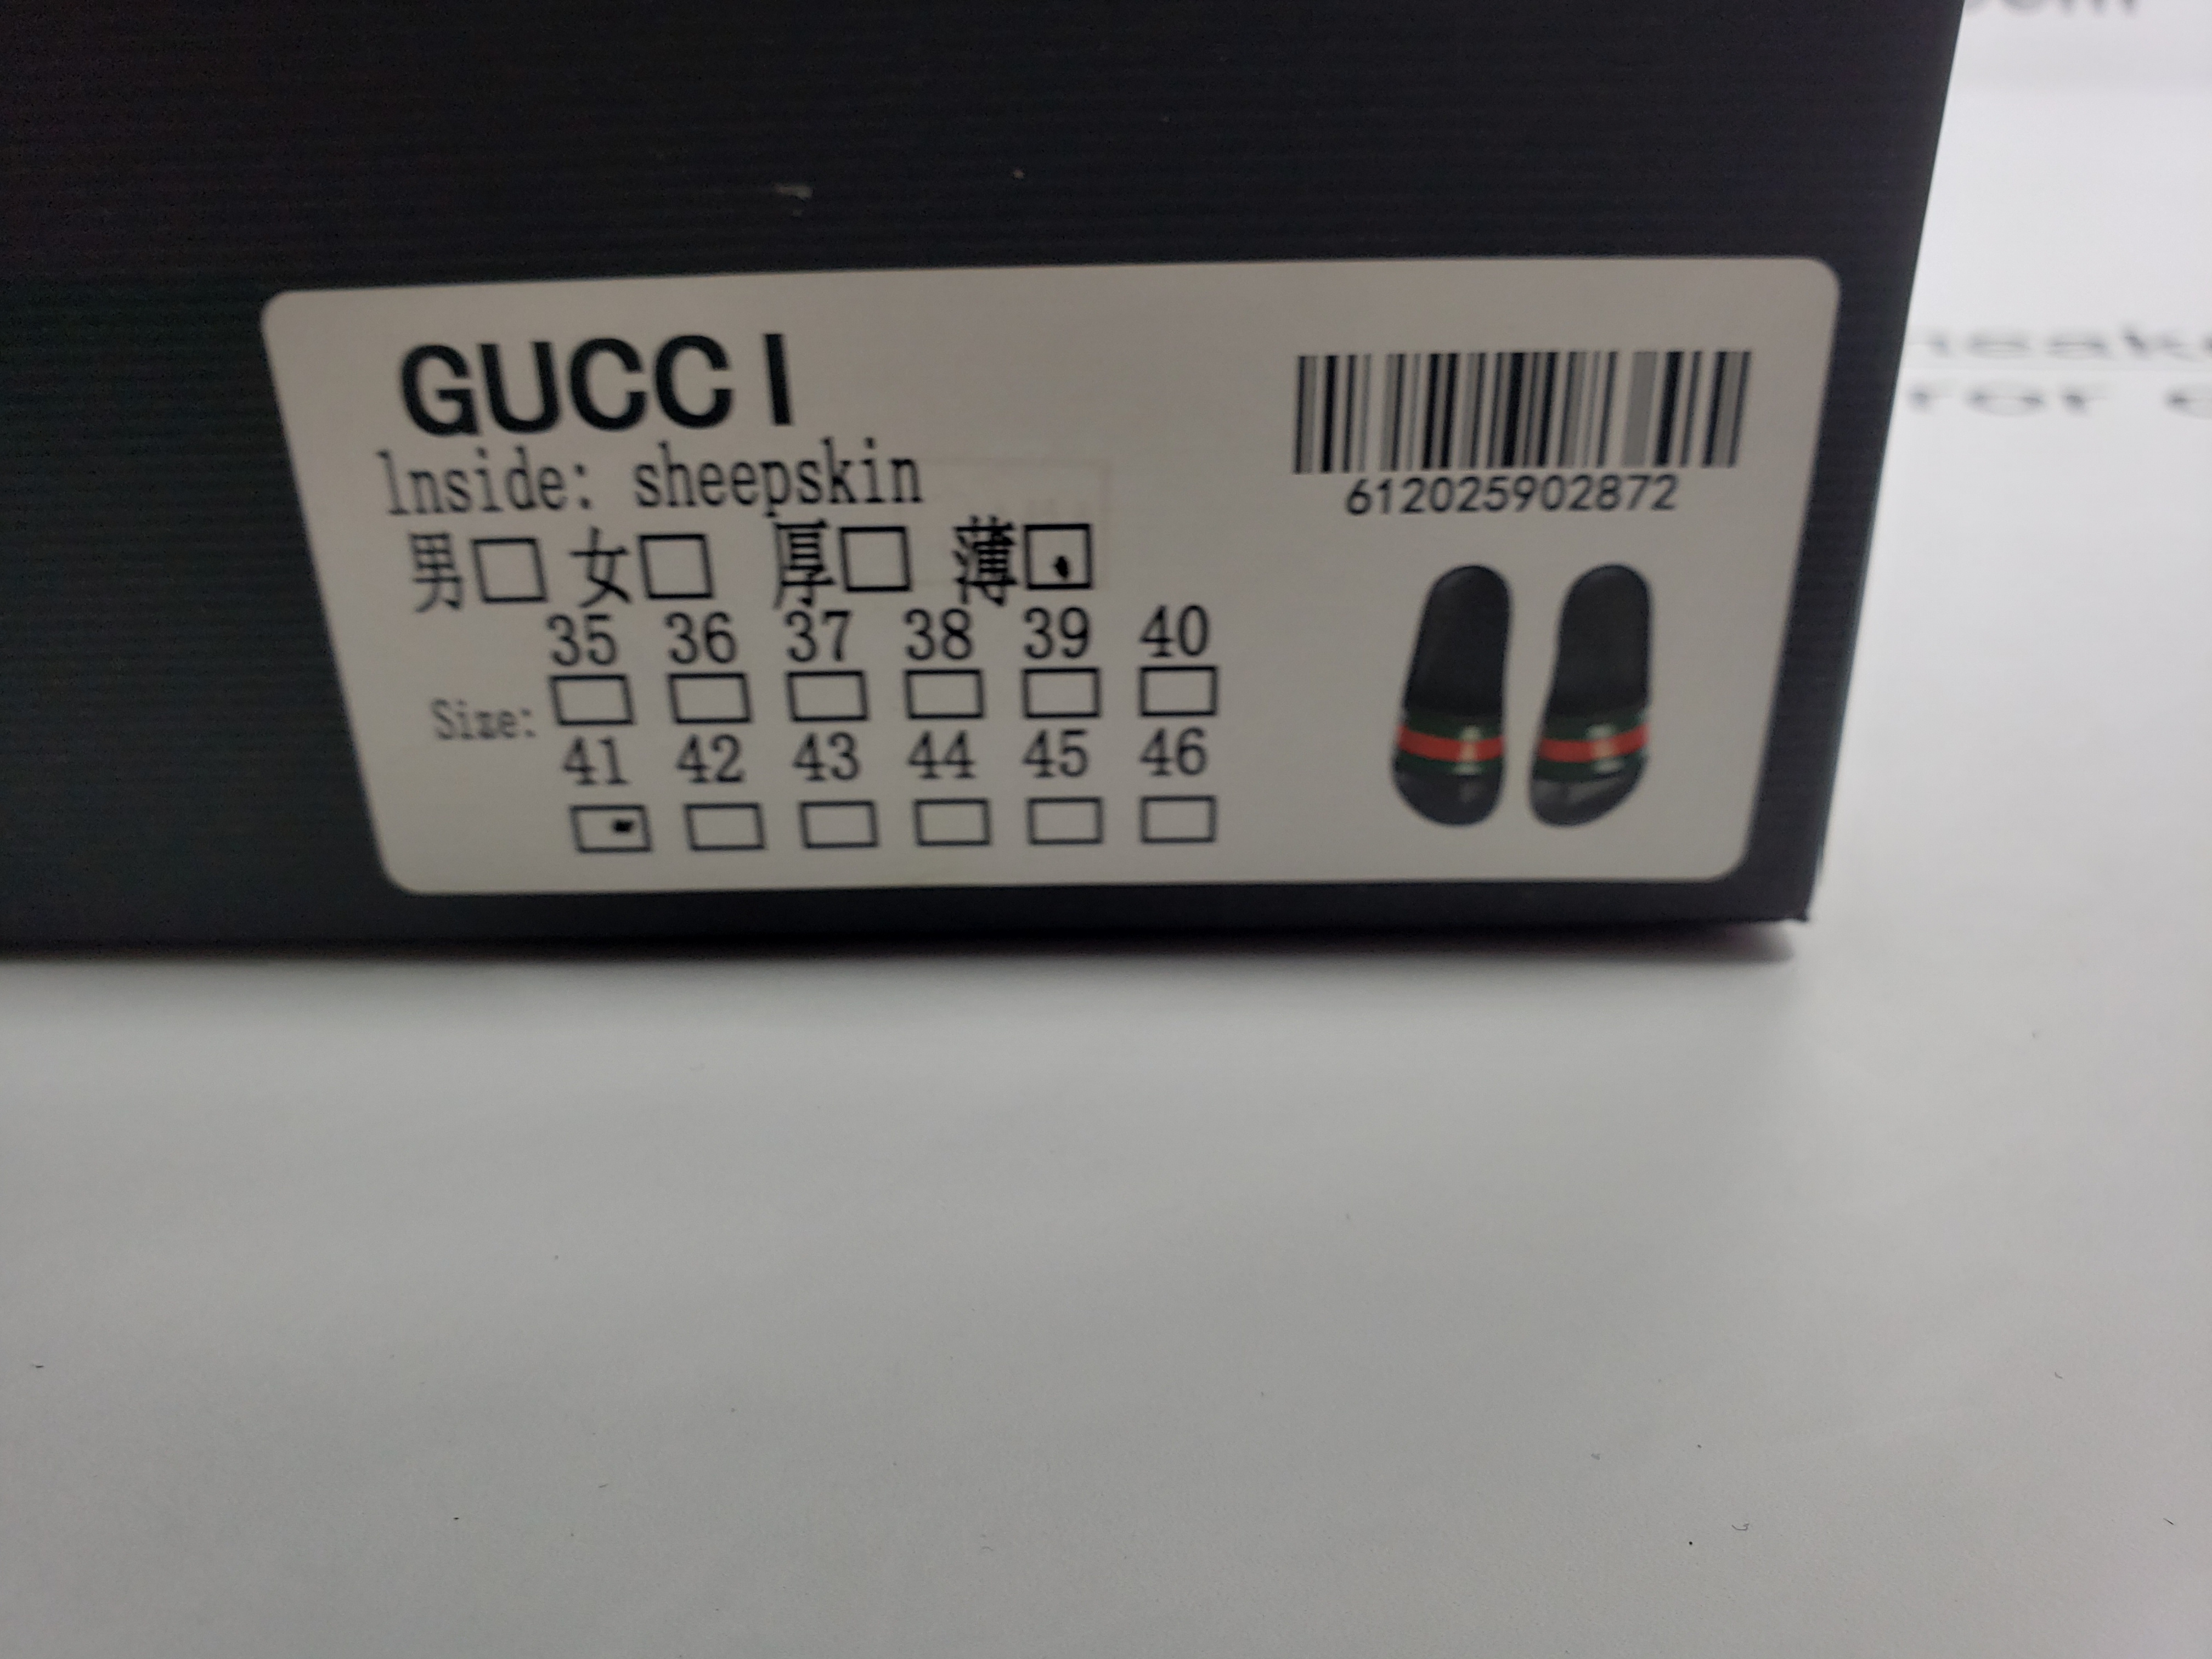 GUCCI
lnside: sheepskin
男□ 女□ 厚□ 薄□
35 36 37 38 39 40
Size:
41 42 43 44 45 46
612025902872